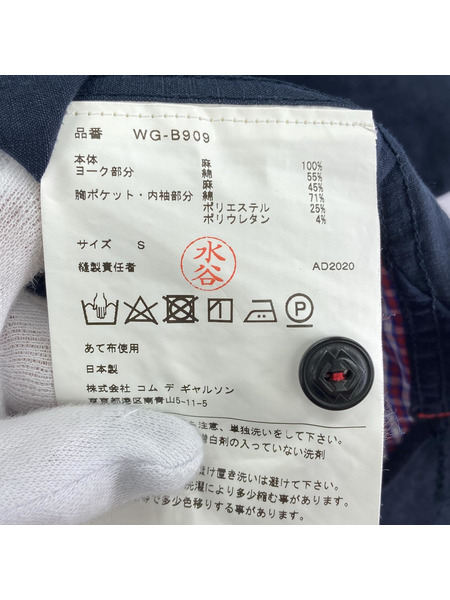 品番 WG-B909
本体 麻 100%
ヨーク部分 綿 55%
麻 45%
胸ポケット・内袖部分 綿 71%
ポリエステル 25%
ポリウレタン 4%
サイズ S
水谷
縫製責任者 AD2020
あて布使用
日本製
株式会社 コム デ ギャルソン
東京都港区南青山5-11-5
注意、単独洗いをして下さい。
白剤の入っていない洗剤
け置き洗いは避けて下さい。
洗濯により多少縮む事があります。
等で多少色移りする事があります。